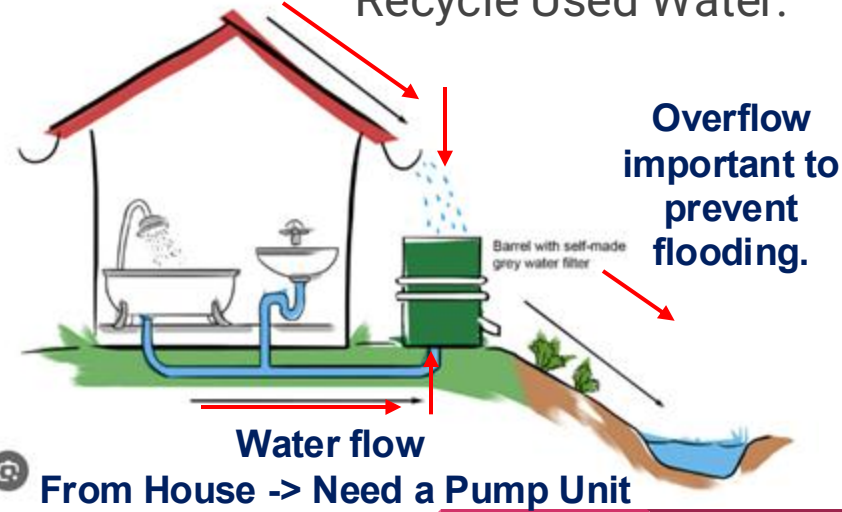 Recycle Used Water.
Overflow
important to
prevent
flooding.
Barrel with self-made
grey water filter
Water flow
From House -> Need a Pump Unit